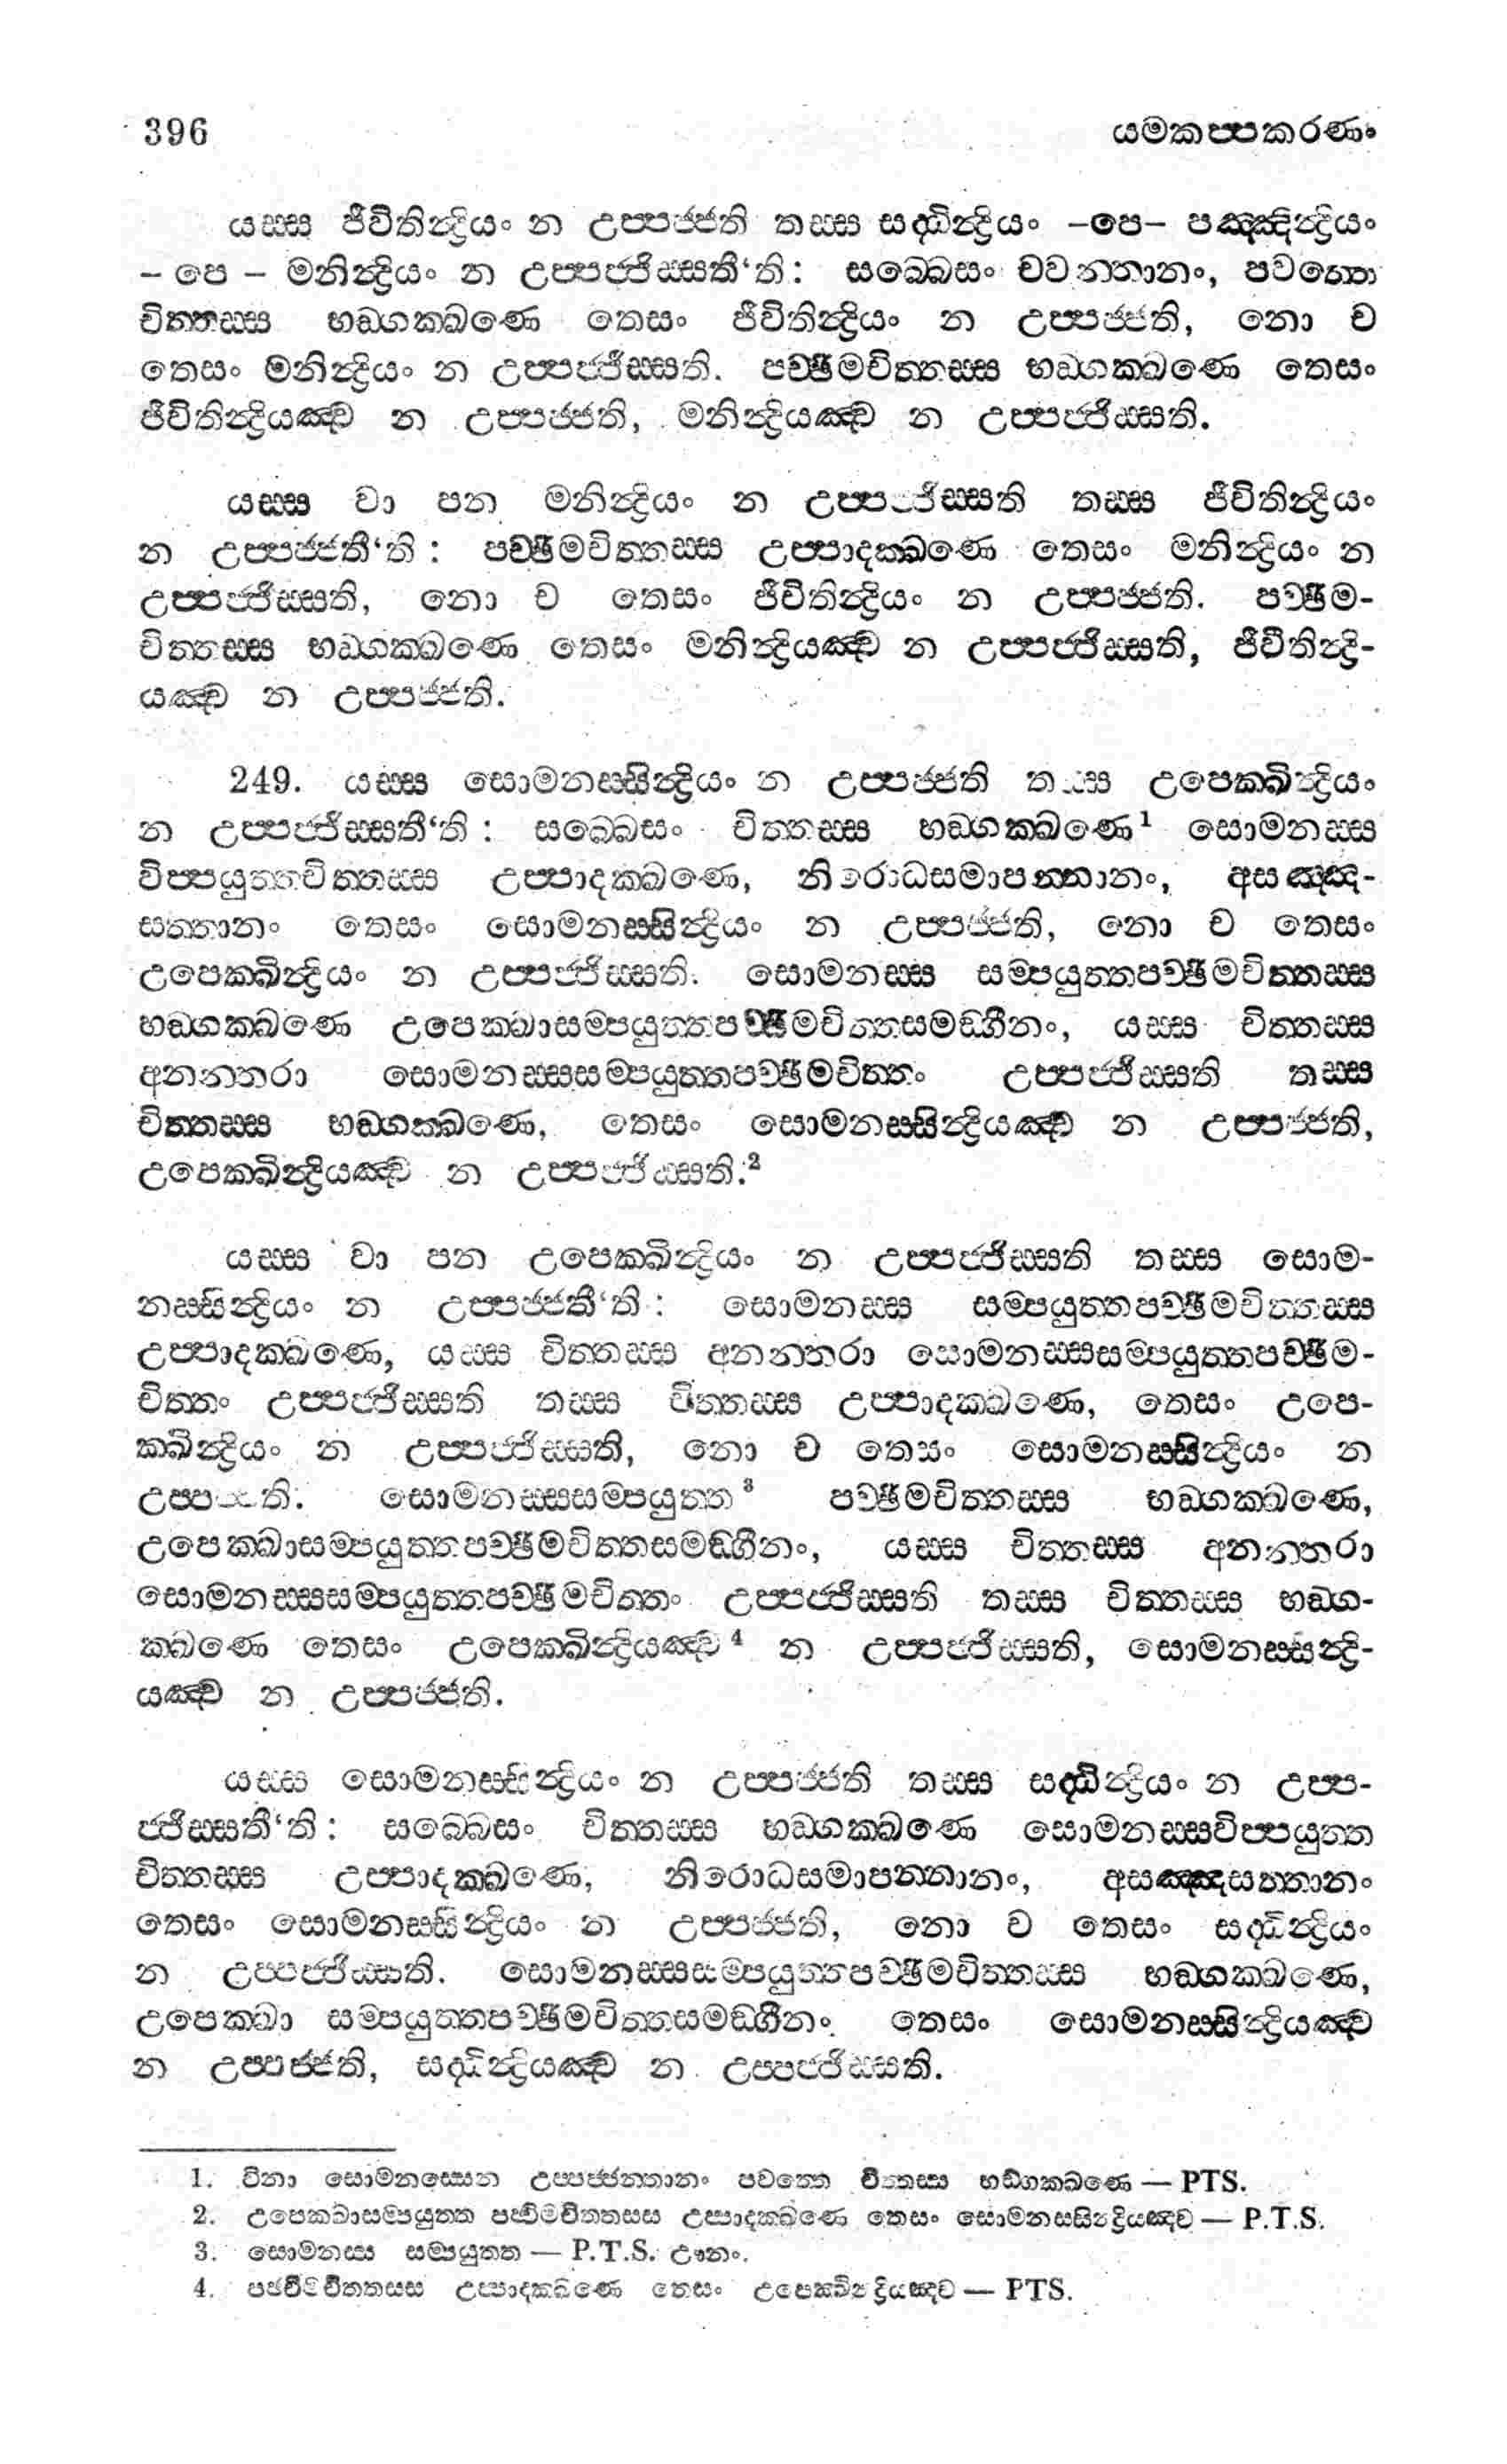 396 යමකප්පකරණං
යස්ස ජීවිතින්ද්‍රියං න උප්පජ්ජති තස්ස සද්ධින්ද්‍රියං –පෙ– පඤ්ඤින්ද්‍රියං
– පෙ – මනින්ද්‍රියං න උප්පජ්ජිස්සතී‘ති: සබ්බෙසං චවන්තානං, පවත්තෙ
චිත්තස්ස භඞ්ගක්ඛණෙ තෙසං ජීවිතින්ද්‍රියං න උප්පජ්ජති, නො ච
තෙසං මනින්ද්‍රියං න උප්පජ්ජිස්සති. පච්ඡිමචිත්තස්ස භඞ්ගක්ඛණෙ තෙසං
ජීවිතින්ද්‍රියඤ්ච න උප්පජ්ජති, මනින්ද්‍රියඤ්ච න උප්පජ්ජිස්සති.
යස්ස වා පන මනින්ද්‍රියං න උප්පජ්ජිස්සති තස්ස ජීවිතින්ද්‍රියං
න උප්පජ්ජතී‘ති : පච්ඡිමචිත්තස්ස උප්පාදක්ඛණෙ තෙසං මනින්ද්‍රියං න
උප්පජ්ජිස්සති, නො ච තෙසං ජීවිතින්ද්‍රියං න උප්පජ්ජති. පච්ඡිම-
චිත්තස්ස භඞ්ගක්ඛණෙ තෙසං මනින්ද්‍රියඤ්ච න උප්පජ්ජිස්සති, ජීවිතින්ද්‍රි-
යඤ්ච න උප්පජ්ජති.
249. යස්ස සොමනස්සින්ද්‍රියං න උප්පජ්ජති තස්ස උපෙක්ඛින්ද්‍රියං
න උප්පජ්ජිස්සතී‘ති : සබ්බෙසං චිත්තස්ස භඞ්ගක්ඛණෙ1 සොමනස්ස
විප්පයුත්තචිත්තස්ස උප්පාදක්ඛණෙ, නිරොධසමාපන්නානං, අසඤ්ඤ-
සත්තානං තෙසං සොමනස්සින්ද්‍රියං න උප්පජ්ජති, නො ච තෙසං
උපෙක්ඛින්ද්‍රියං න උප්පජ්ජිස්සති. සොමනස්ස සම්පයුත්තපච්ඡිමචිත්තස්ස
භඞ්ගක්ඛණෙ උපෙක්ඛාසම්පයුත්තපච්ඡිමචිත්තසමඞ්ගීනං, යස්ස චිත්තස්ස
අනන්තරා සොමනස්සසම්පයුත්තපච්ඡිමචිත්තං උප්පජ්ජිස්සති තස්ස
චිත්තස්ස භඞ්ගක්ඛණෙ, තෙසං සොමනස්සින්ද්‍රියඤ්ච න උප්පජ්ජති,
උපෙක්ඛින්ද්‍රියඤ්ච න උප්පජ්ජිස්සති.2
යස්ස වා පන උපෙක්ඛින්ද්‍රියං න උප්පජ්ජිස්සති තස්ස සොම-
නස්සින්ද්‍රියං න උප්පජ්ජතී‘ති : සොමනස්ස සම්පයුත්තපච්ඡිමචිත්තස්ස
උප්පාදක්ඛණෙ, යස්ස චිත්තස්ස අනන්තරා සොමනස්සසම්පයුත්තපච්ඡිම-
චිත්තං උප්පජ්ජිස්සති තස්ස චිත්තස්ස උප්පාදක්ඛණෙ, තෙසං උපෙ-
ක්ඛින්ද්‍රියං න උප්පජ්ජිස්සති, නො ච තෙසං සොමනස්සින්ද්‍රියං න
උප්පජ්ජති. සොමනස්සසම්පයුත්ත3 පච්ඡිමචිත්තස්ස භඞ්ගක්ඛණෙ,
උපෙක්ඛාසම්පයුත්තපච්ඡිමචිත්තසමඞ්ගීනං, යස්ස චිත්තස්ස අනන්තරා
සොමනස්සසම්පයුත්තපච්ඡිමචිත්තං උප්පජ්ජිස්සති තස්ස චිත්තස්ස භඞ්ග-
ක්ඛණෙ තෙසං උපෙක්ඛින්ද්‍රියඤ්ච4 න උප්පජ්ජිස්සති, සොමනස්සින්ද්‍රි-
යඤ්ච න උප්පජ්ජති.
යස්ස සොමනස්සින්ද්‍රියං න උප්පජ්ජති තස්ස සද්ධින්ද්‍රියං න උප්ප-
ජ්ජිස්සතී‘ති : සබ්බෙසං චිත්තස්ස භඞ්ගක්ඛණෙ සොමනස්සවිප්පයුත්ත
චිත්තස්ස උප්පාදක්ඛණෙ, නිරොධසමාපන්නානං, අසඤ්ඤසත්තානං
තෙසං සොමනස්සින්ද්‍රියං න උප්පජ්ජති, නො ච තෙසං සද්ධින්ද්‍රියං
න උප්පජ්ජිස්සති. සොමනස්සසම්පයුත්තපච්ඡිමචිත්තස්ස භඞ්ගක්ඛණෙ,
උපෙක්ඛා සම්පයුත්තපච්ඡිමචිත්තසමඞ්ගීනං තෙසං සොමනස්සින්ද්‍රියඤ්ච
න උප්පජ්ජති, සද්ධින්ද්‍රියඤ්ච න උප්පජ්ජිස්සති.
1. විනා සොමනස්සෙන උප්පජ්ජන්තානං පවත්තෙ චිත්තස්ස භඞ්ගක්ඛණෙ — PTS.
2. උපෙක්ඛාසම්පයුත්ත පච්ඡිමචිත්තස්ස උප්පාදක්ඛණෙ තෙසං සොමනස්සින්ද්‍රියඤ්ච — P.T.S.
3. සොමනස්ස සම්පයුත්ත — P.T.S. ඌනං.
4. පච්ඡිමචිත්තස්ස උප්පාදක්ඛණෙ තෙසං උපෙක්ඛින්ද්‍රියඤ්ච — PTS.